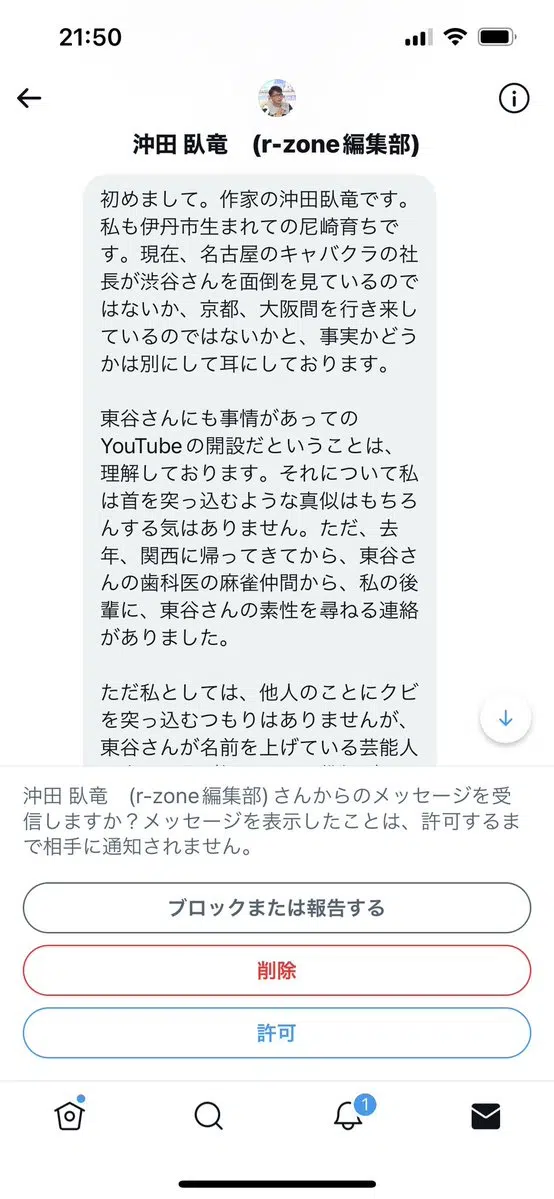 21:50
沖田 臥竜　(r-zone編集部)
初めまして。作家の沖田臥竜です。
私も伊丹市生まれての尼崎育ちで
す。現在、名古屋のキャバクラの社
長が渋谷さんを面倒を見ているので
はないか、京都、大阪間を行き来し
ているのではないかと、事実かどう
かは別にして耳にしております。
東谷さんにも事情があっての
YouTubeの開設だということは、
理解しております。それについて私
は首を突っ込むような真似はもちろ
んする気はありません。ただ、去
年、関西に帰ってきてから、東谷さ
んの歯科医の麻雀仲間から、私の後
輩に、東谷さんの素性を尋ねる連絡
がありました。
ただ私としては、他人のことにクビ
を突っ込むつもりはありませんが、
東谷さんが名前を上げている芸能人
沖田 臥竜　(r-zone編集部) さんからのメッセージを受
信しますか？メッセージを表示したことは、許可するま
で相手に通知されません。
ブロックまたは報告する
削除
許可
1